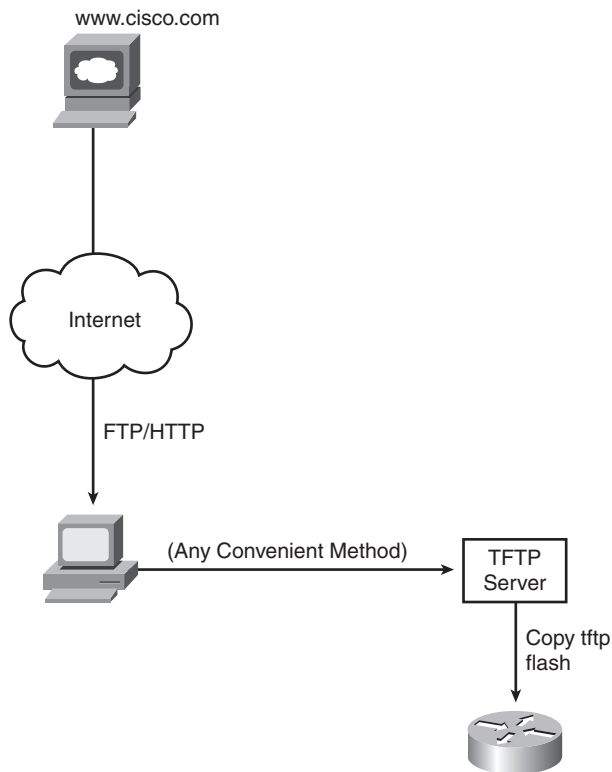 www.cisco.com
Internet
FTP/HTTP
(Any Convenient Method)
TFTP
Server
Copy tftp
flash